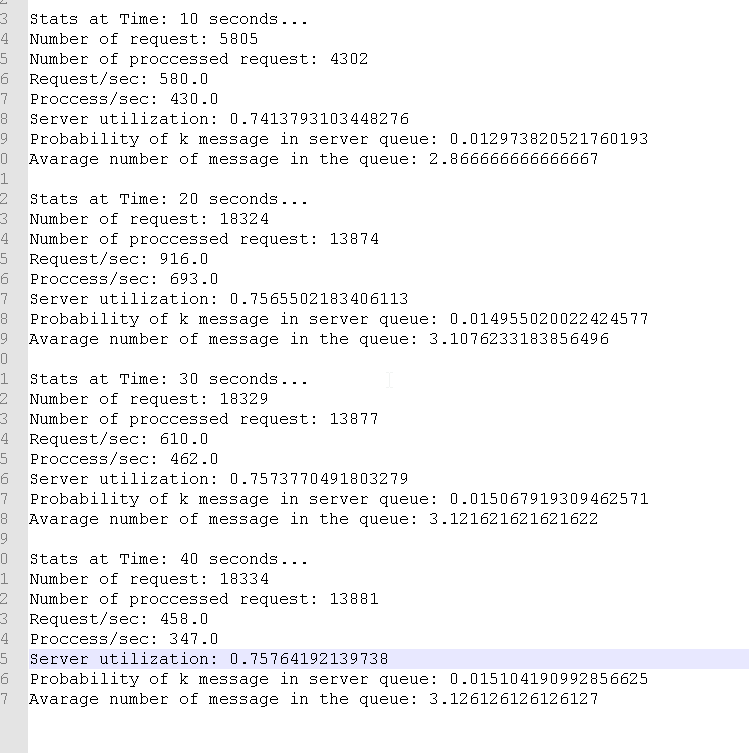 3 Stats at Time: 10 seconds...
4 Number of request: 5805
5 Number of proccessed request: 4302
6 Request/sec: 580.0
7 Proccess/sec: 430.0
8 Server utilization: 0.7413793103448276
9 Probability of k message in server queue: 0.012973820521760193
0 Avarage number of message in the queue: 2.866666666666667
1
2 Stats at Time: 20 seconds...
3 Number of request: 18324
4 Number of proccessed request: 13874
5 Request/sec: 916.0
6 Proccess/sec: 693.0
7 Server utilization: 0.7565502183406113
8 Probability of k message in server queue: 0.014955020022424577
9 Avarage number of message in the queue: 3.1076233183856496
0
1 Stats at Time: 30 seconds...
2 Number of request: 18329
3 Number of proccessed request: 13877
4 Request/sec: 610.0
5 Proccess/sec: 462.0
6 Server utilization: 0.7573770491803279
7 Probability of k message in server queue: 0.015067919309462571
8 Avarage number of message in the queue: 3.121621621621622
9
0 Stats at Time: 40 seconds...
1 Number of request: 18334
2 Number of proccessed request: 13881
3 Request/sec: 458.0
4 Proccess/sec: 347.0
5 Server utilization: 0.75764192139738
6 Probability of k message in server queue: 0.015104190992856625
7 Avarage number of message in the queue: 3.126126126126127